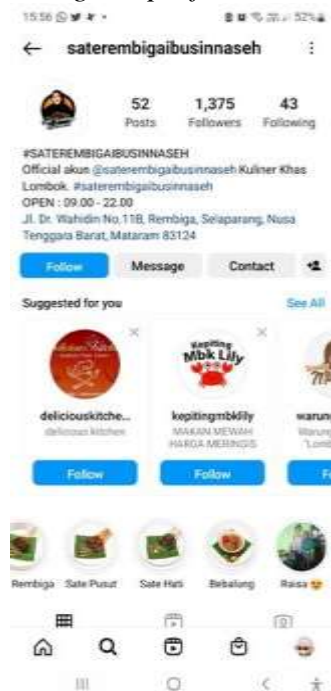 15:56
52%
saterembigaibusinnaseh
52 1,375 43
Posts Followers Following
#SATEREMBIGAIBUSINNASEH
Official akun @saterembigaibusinnaseh Kuliner Khas
Lombok. #saterembigaibusinnaseh
OPEN : 09.00 - 22.00
Jl. Dr. Wahidin No.11B, Rembiga, Selaparang, Nusa
Tenggara Barat, Mataram 83124
Follow Message Contact
Suggested for you See All
Kepiting
Mbk Lily
deliciouskitche... kepitingmbklily warun
delicious kitchen MAKAN MEWAH Warung
HARGA MERINGIS "Lomb
Follow Follow F
Rembiga Sate Pusut Sate Hati Bebalung Raisa